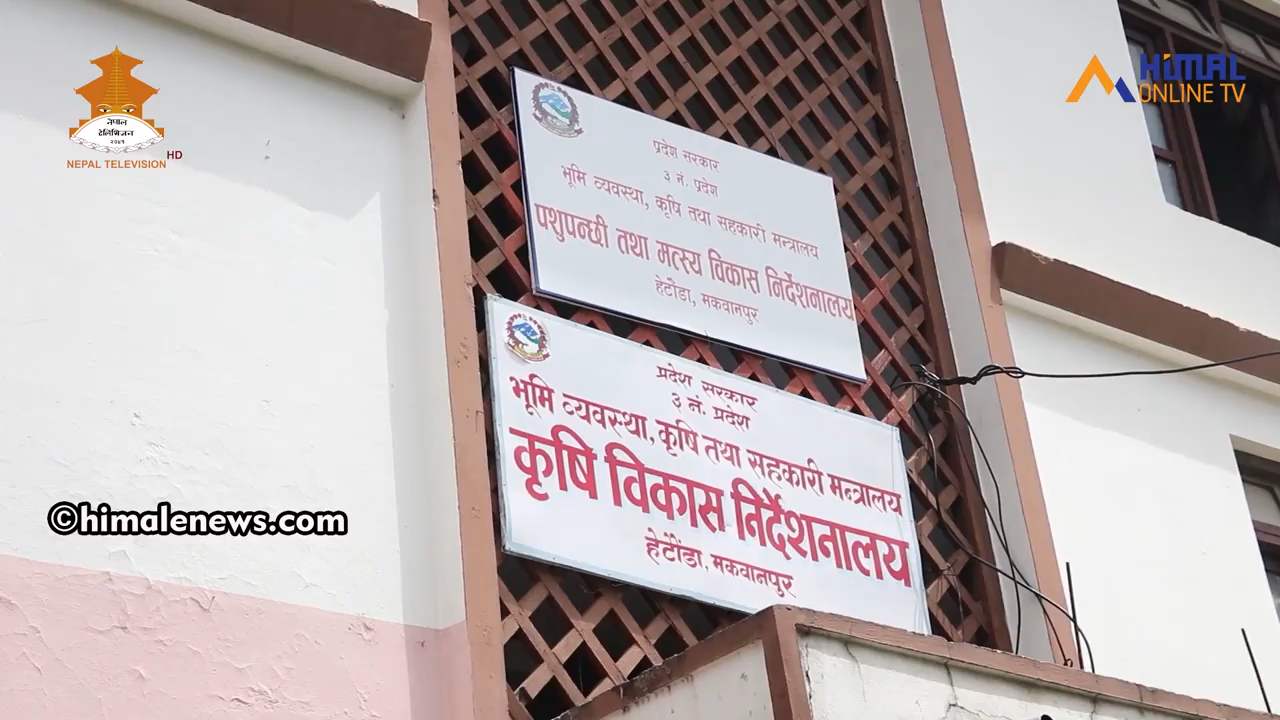 नेपाल
टेलिभिजन
२०४१
NEPAL TELEVISION HD
HiMAL
ONLINE TV
प्रदेश सरकार
३ नं. प्रदेश
भूमि व्यवस्था, कृषि तथा सहकारी मन्त्रालय
पशुपन्छी तथा मत्स्य विकास निर्देशनालय
हेटौडा, मकवानपुर
प्रदेश सरकार
३ नं. प्रदेश
भूमि व्यवस्था, कृषि तथा सहकारी मन्त्रालय
कृषि विकास निर्देशनालय
हेटौंडा, मकवानपुर
©himalenews.com